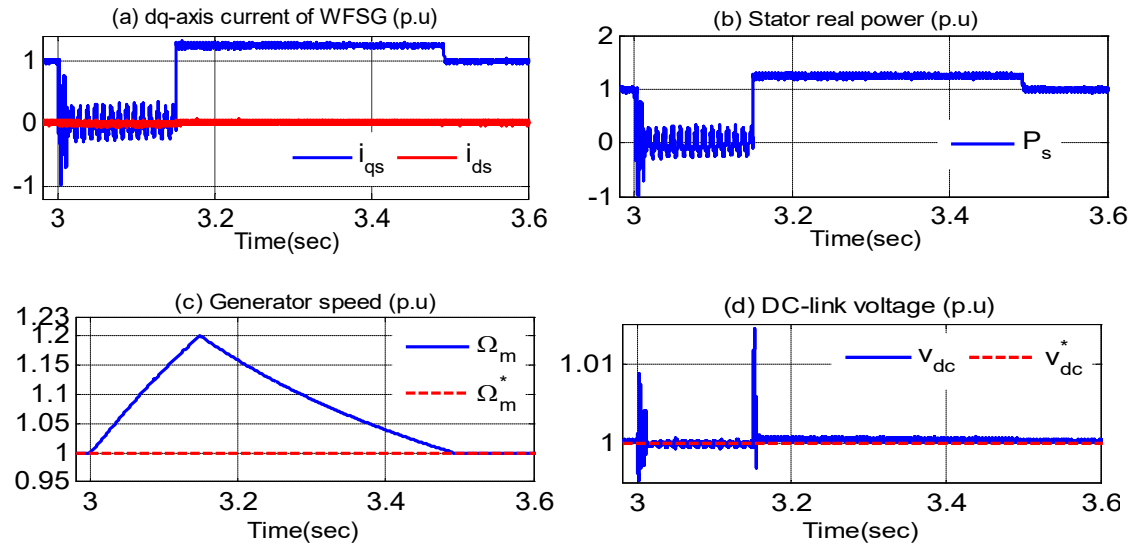 (a) dq-axis current of WFSG (p.u)
1
0
-1
i_qs i_ds
3 3.2 3.4 3.6
Time(sec)
(b) Stator real power (p.u)
2
1
0
-1
P_s
3 3.2 3.4 3.6
Time(sec)
(c) Generator speed (p.u)
1.23
1.2
1.15
1.1
1.05
1
0.95
Ω_m
Ω_m^*
3 3.2 3.4 3.6
Time(sec)
(d) DC-link voltage (p.u)
1.01
1
v_dc v_dc^*
3 3.2 3.4 3.6
Time(sec)